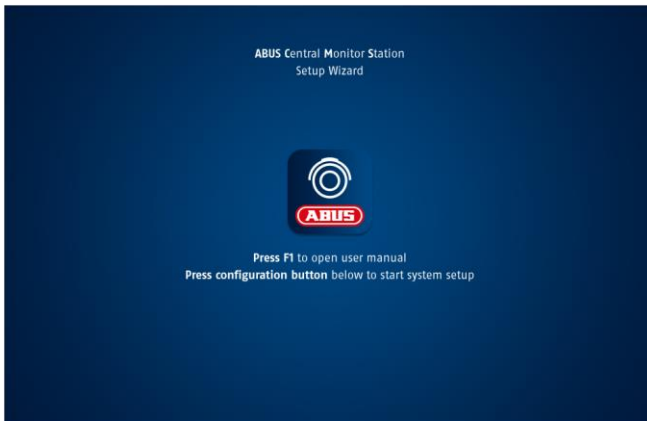 ABUS Central Monitor Station
Setup Wizard
ABUS
Press F1 to open user manual
Press configuration button below to start system setup